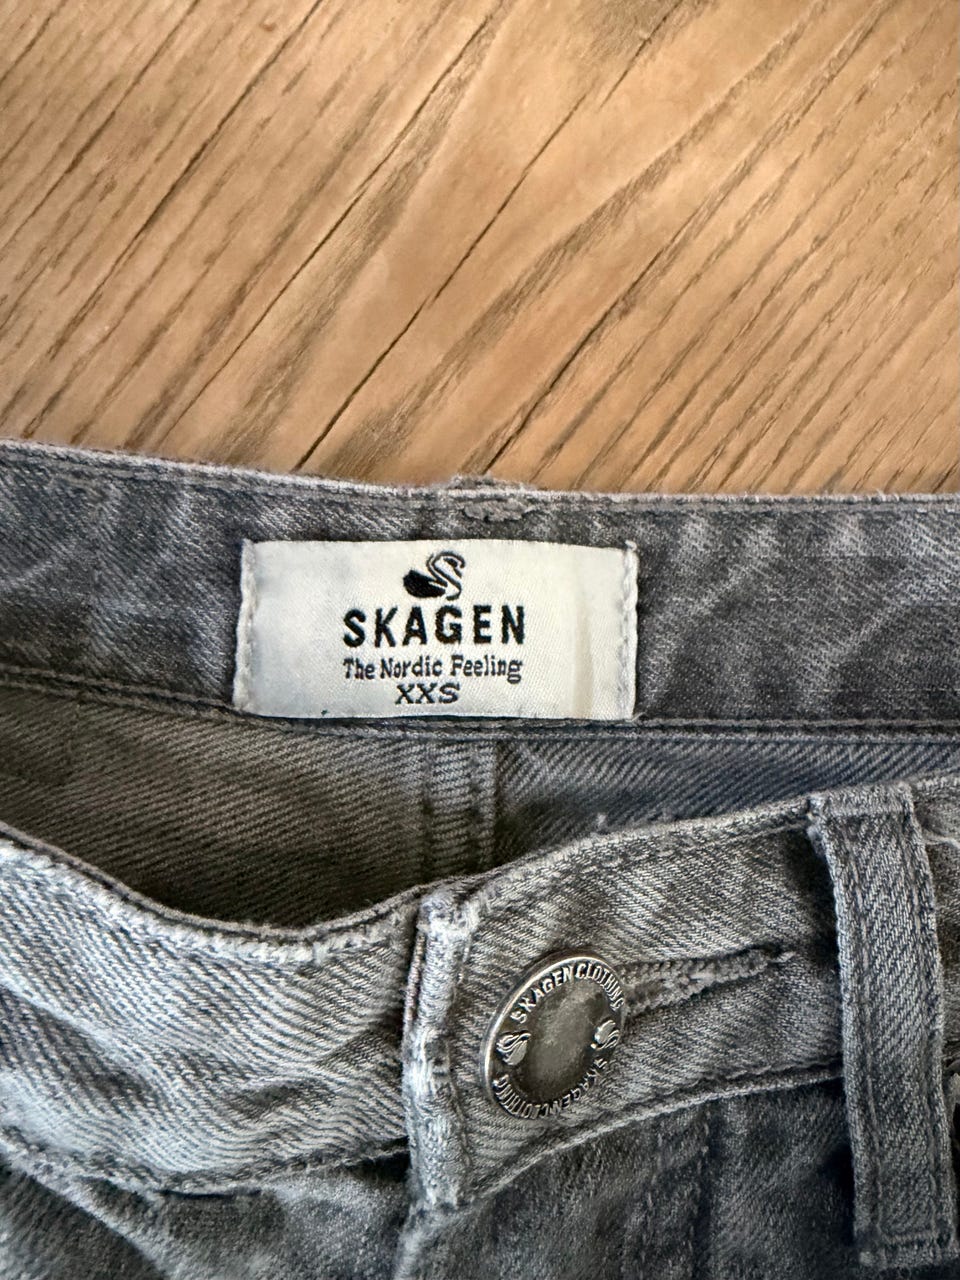 SKAGEN
The Nordic Feeling
XXS
SKAGEN CLOTHING
SKAGEN CLOTHING